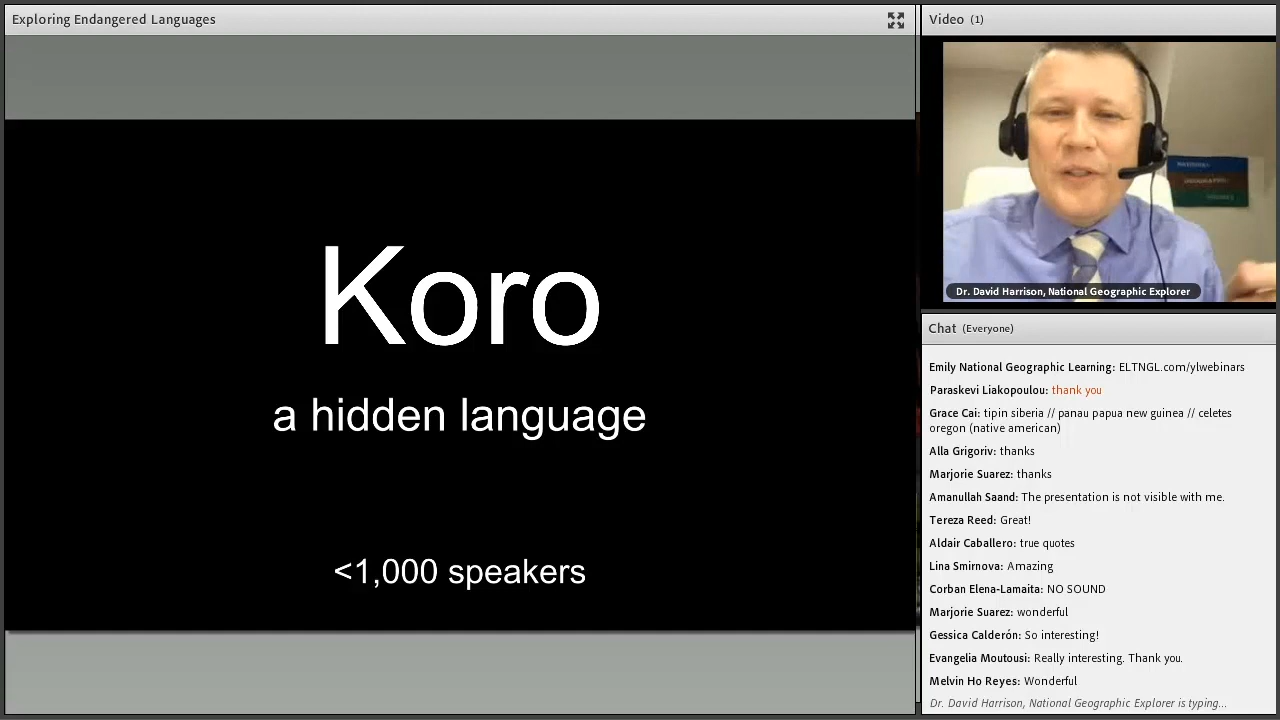 Exploring Endangered Languages
Koro
a hidden language
<1,000 speakers
Video (1)
NATIONAL
Dr. David Harrison, National Geographic Explorer
Chat (Everyone)
Emily National Geographic Learning: ELTNGL.com/ylwebinars
Paraskevi Liakopoulou: thank you
Grace Cai: tipin siberia // panau papua new guinea // celetes
oregon (native american)
Alla Grigoriv: thanks
Marjorie Suarez: thanks
Amanullah Saand: The presentation is not visible with me.
Tereza Reed: Great!
Aldair Caballero: true quotes
Lina Smirnova: Amazing
Corban Elena-Lamaita: NO SOUND
Marjorie Suarez: wonderful
Gessica Calderón: So interesting!
Evangelia Moutousi: Really interesting. Thank you.
Melvin Ho Reyes: Wonderful
Dr. David Harrison, National Geographic Explorer is typing...